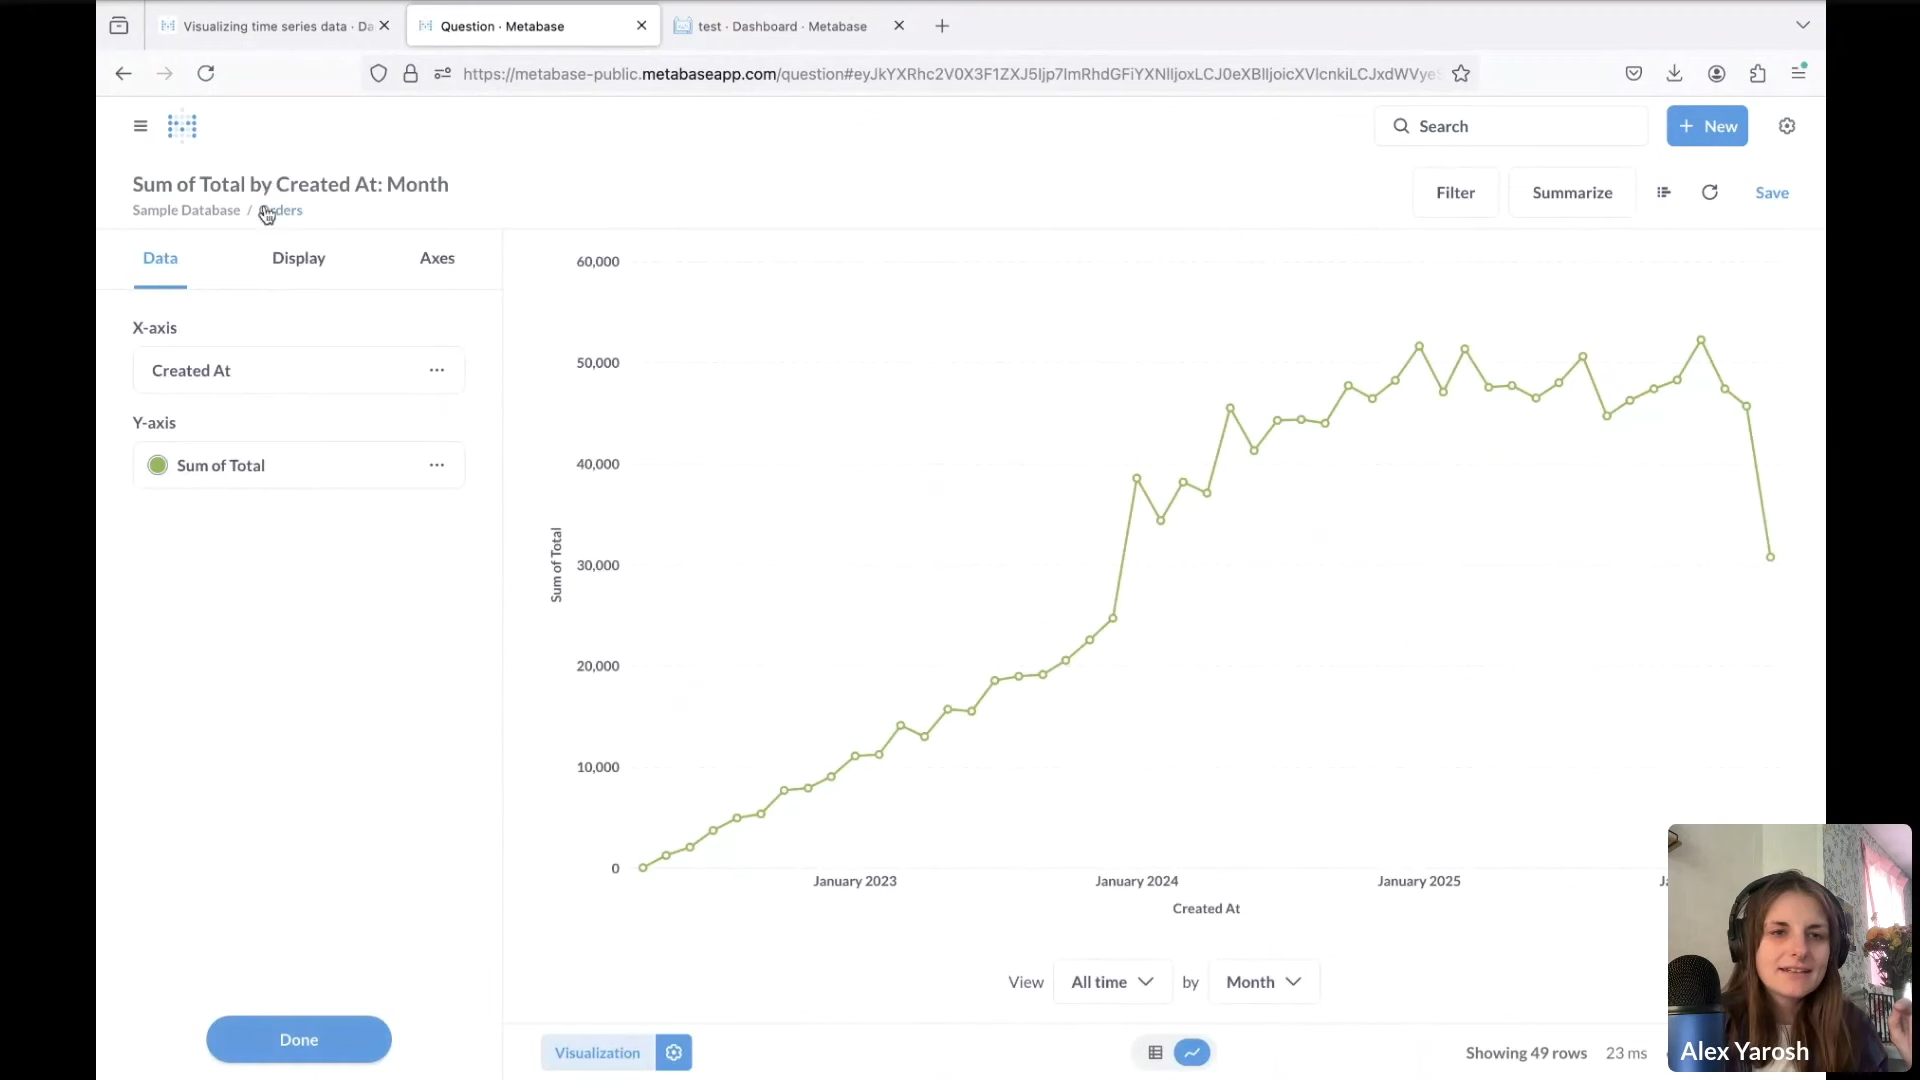 Visualizing time series data · Da
Question · Metabase
test · Dashboard · Metabase
https://metabase-public.metabaseapp.com/question#eyJkYXRhc2V0X3F1ZXJ5Ijp7ImRhdGFiYXNlIjoxLCJ0eXBlIjoicXVlcnkiLCJxdWVye
Search
+ New
Sum of Total by Created At: Month
Sample Database / Orders
Filter
Summarize
Save
Data
Display
Axes
X-axis
Created At
Y-axis
Sum of Total
60,000
50,000
40,000
30,000
20,000
10,000
0
Sum of Total
January 2023
January 2024
January 2025
Created At
View
All time
by
Month
Done
Visualization
Showing 49 rows
23 ms
Alex Yarosh